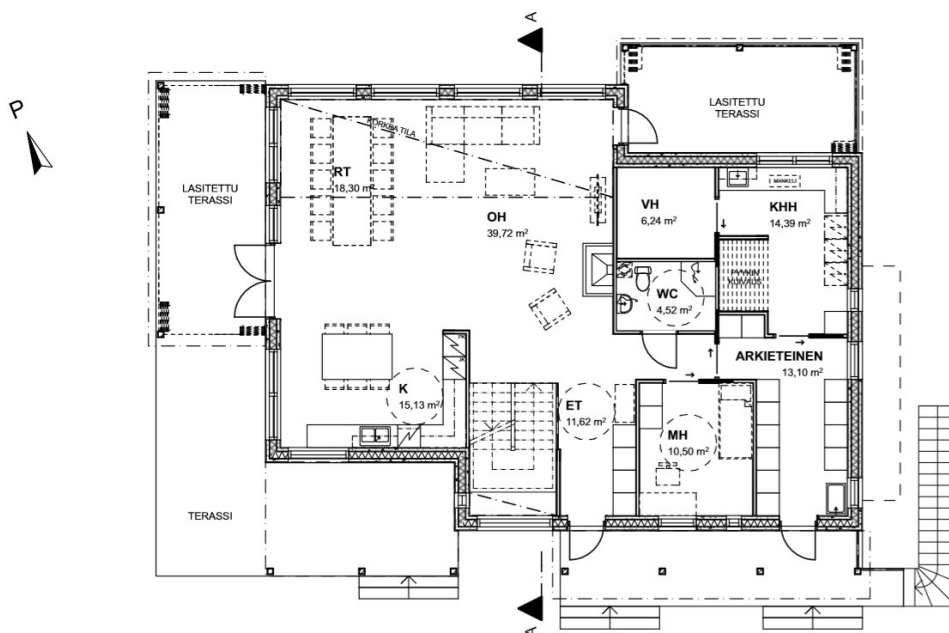 A
P
LASITETTU
TERASSI
KORKEA TILA
RT
18,30 m²
MANKELI
LASITETTU
TERASSI
VH
6,24 m²
KHH
14,39 m²
OH
39,72 m²
PYYKIN
KUIVAUS
WC
4,52 m²
ARKIETEINEN
13,10 m²
K
15,13 m²
ET
11,62 m²
MH
10,50 m²
TERASSI
A